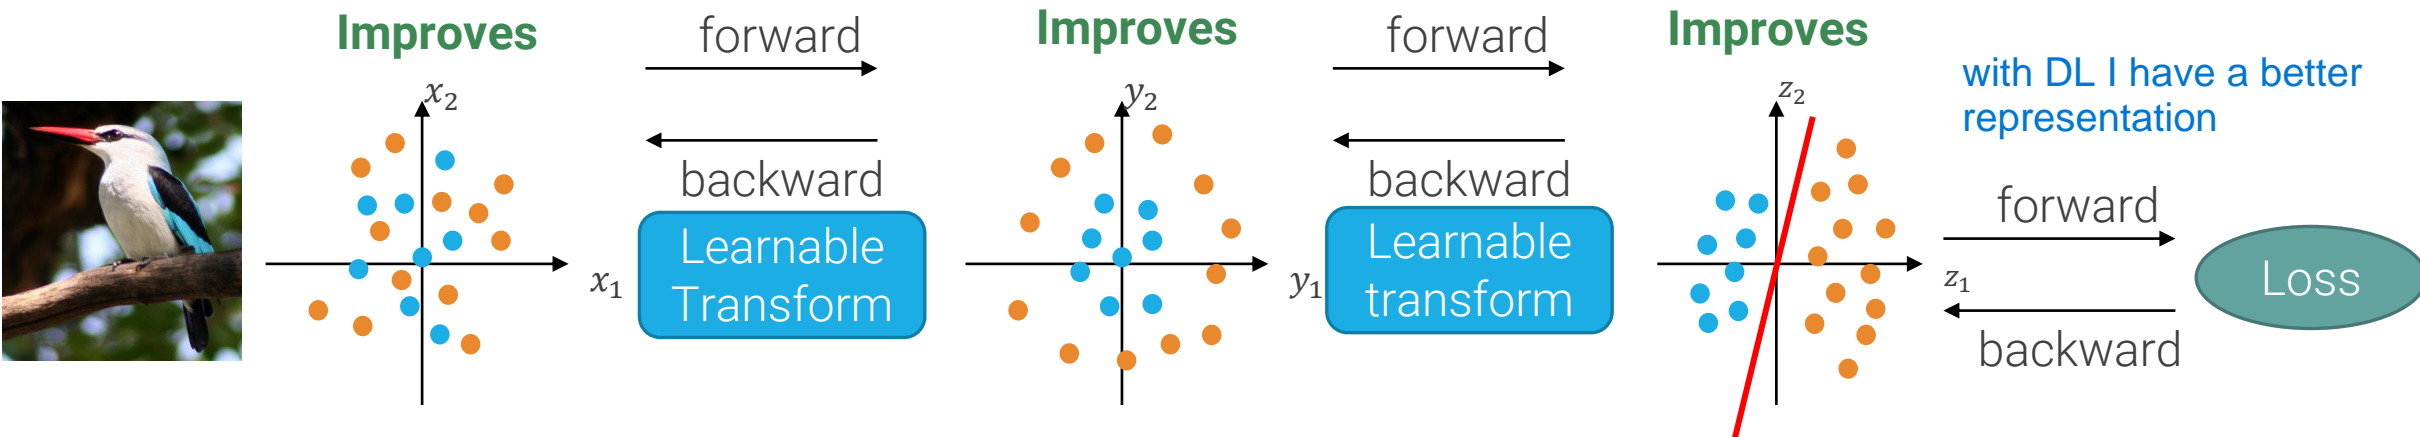 Improves
forward
backward
x₂
x₁
Learnable
Transform
Improves
forward
backward
y₂
y₁
Learnable
transform
Improves
z₂
z₁
with DL I have a better
representation
forward
backward
Loss